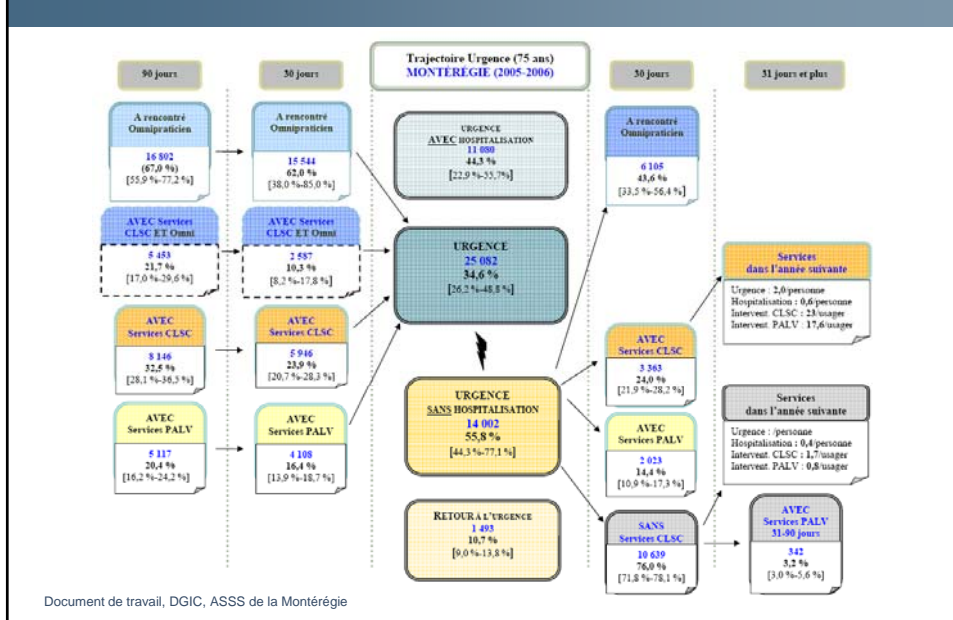 Trajectoire Urgence (75 ans)
MONTÉRÉGIE (2005-2006)
90 jours
30 jours
30 jours
31 jours et plus
A rencontré
Omnipraticien
16 802
(67,0 %)
[55,9 %-77,2 %]
AVEC Services
CLSC ET Omni
5 453
21,7 %
[17,0 %-29,6 %]
AVEC
Services CLSC
8 146
32,5 %
[28,1 %-36,5 %]
AVEC
Services PALV
5 117
20,4 %
[16,2 %-24,2 %]
A rencontré
Omnipraticien
15 544
62,0 %
[38,0 %-85,0 %]
AVEC Services
CLSC ET Omni
2 587
10,3 %
[8,2 %-17,8 %]
AVEC
Services CLSC
5 946
23,9 %
[20,7 %-28,3 %]
AVEC
Services PALV
4 108
16,4 %
[13,9 %-18,7 %]
URGENCE
AVEC HOSPITALISATION
11 080
44,3 %
[22,9 %-55,7%]
URGENCE
25 082
34,6 %
[26,2 %-48,8 %]
URGENCE
SANS HOSPITALISATION
14 002
55,8 %
[44,3%-77,1 %]
RETOUR À L'URGENCE
1 493
10,7 %
[9,0 %-13,8 %]
A rencontré
Omnipraticien
6 105
43,6 %
[33,5 %-56,4 %]
AVEC
Services CLSC
3 363
24,0 %
[21,9 %-28,2 %]
AVEC
Services PALV
2 023
14,4 %
[10,9 %-17,3 %]
SANS
Services CLSC
10 639
76,0 %
[71,8 %-78,1 %]
Services
dans l'année suivante
Urgence : 2,0/personne
Hospitalisation : 0,6/personne
Intervent. CLSC : 23/usager
Intervent. PALV : 17,6/usager
Services
dans l'année suivante
Urgence : /personne
Hospitalisation : 0,4/personne
Intervent. CLSC : 1,7/usager
Intervent. PALV : 0,8/usager
AVEC
Services PALV
31-90 jours
342
3,2 %
[3,0 %-5,6 %]
Document de travail, DGIC, ASSS de la Montérégie